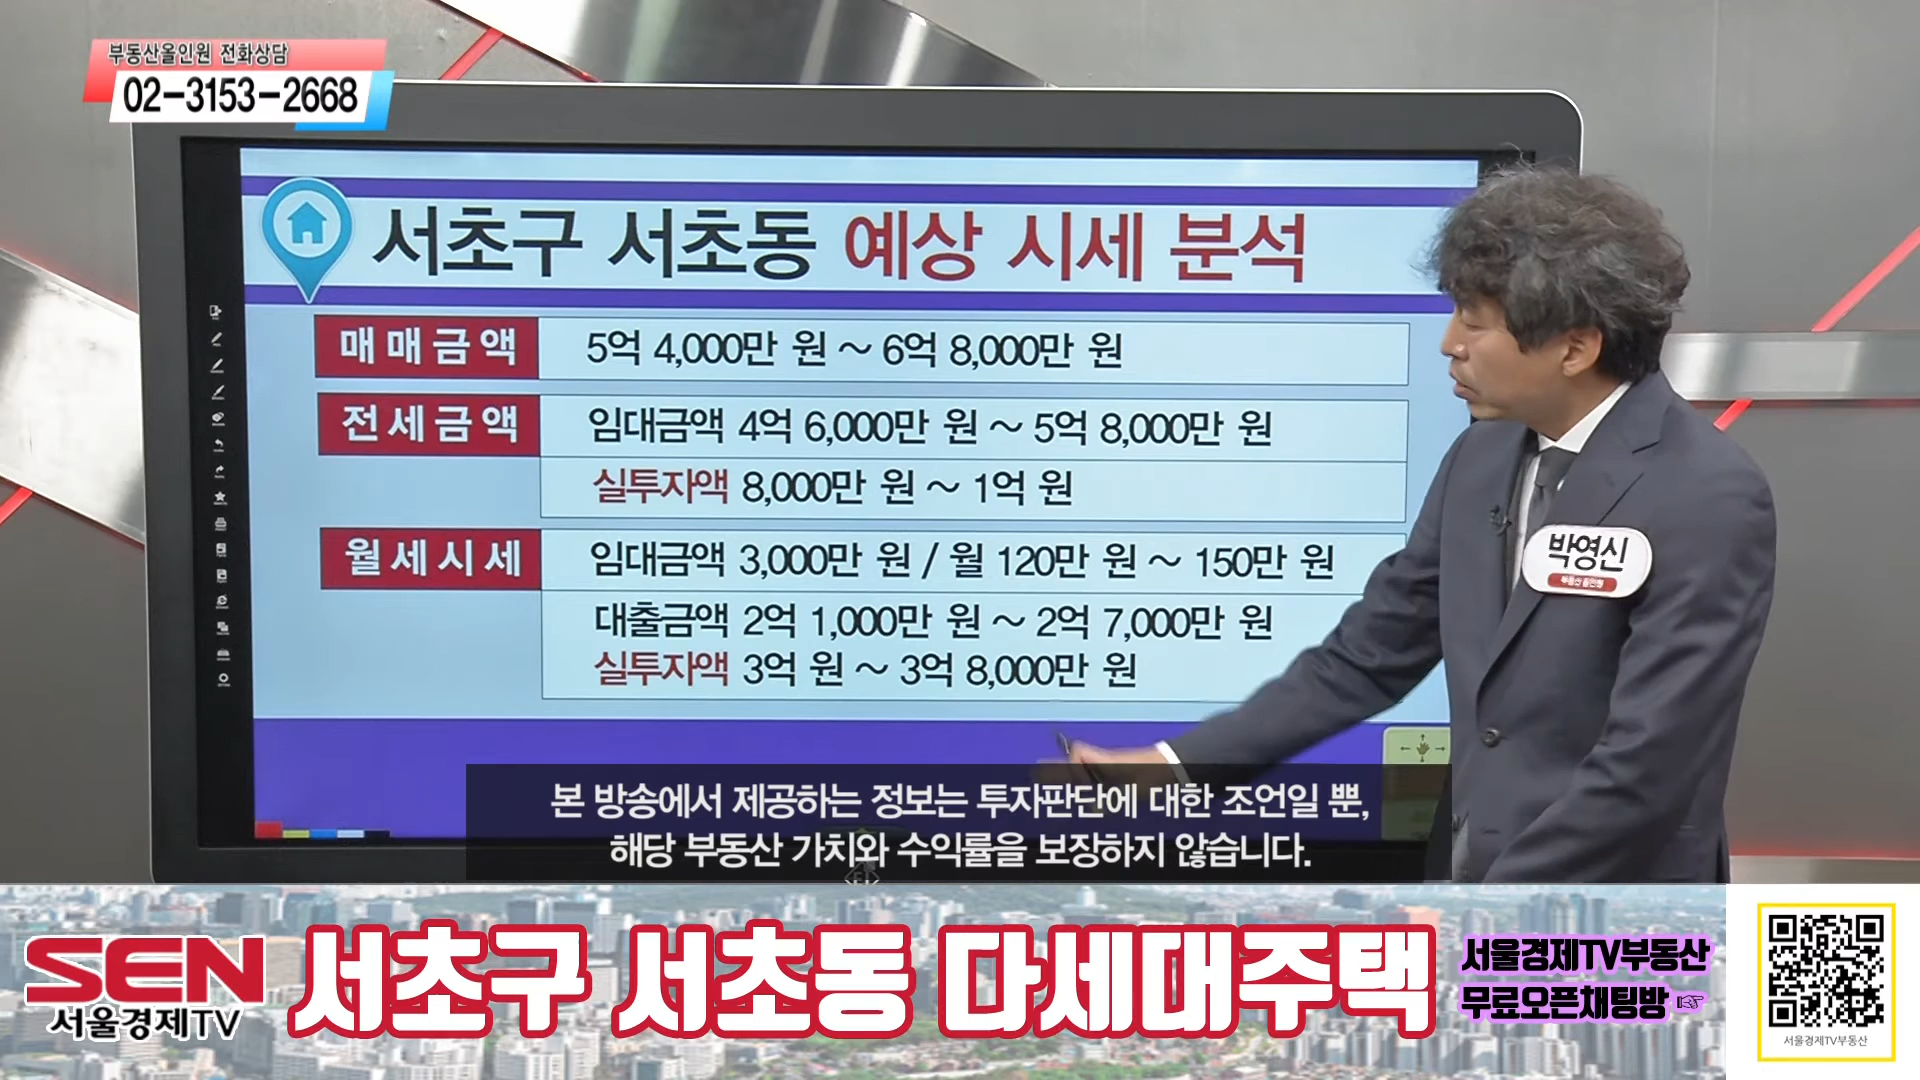 부동산올인원 전화상담
02-3153-2668
서초구 서초동 예상 시세 분석
매매금액 5억 4,000만 원 ~ 6억 8,000만 원
전세금액 임대금액 4억 6,000만 원 ~ 5억 8,000만 원
실투자액 8,000만 원 ~ 1억 원
월세시세 임대금액 3,000만 원 / 월 120만 원 ~ 150만 원
대출금액 2억 1,000만 원 ~ 2억 7,000만 원
실투자액 3억 원 ~ 3억 8,000만 원
박영신
부동산 올인원
본 방송에서 제공하는 정보는 투자판단에 대한 조언일 뿐,
해당 부동산 가치와 수익률을 보장하지 않습니다.
SEN
서울경제TV
서초구 서초동 다세대주택
서울경제TV부동산
무료오픈채팅방 ☞
서울경제TV부동산